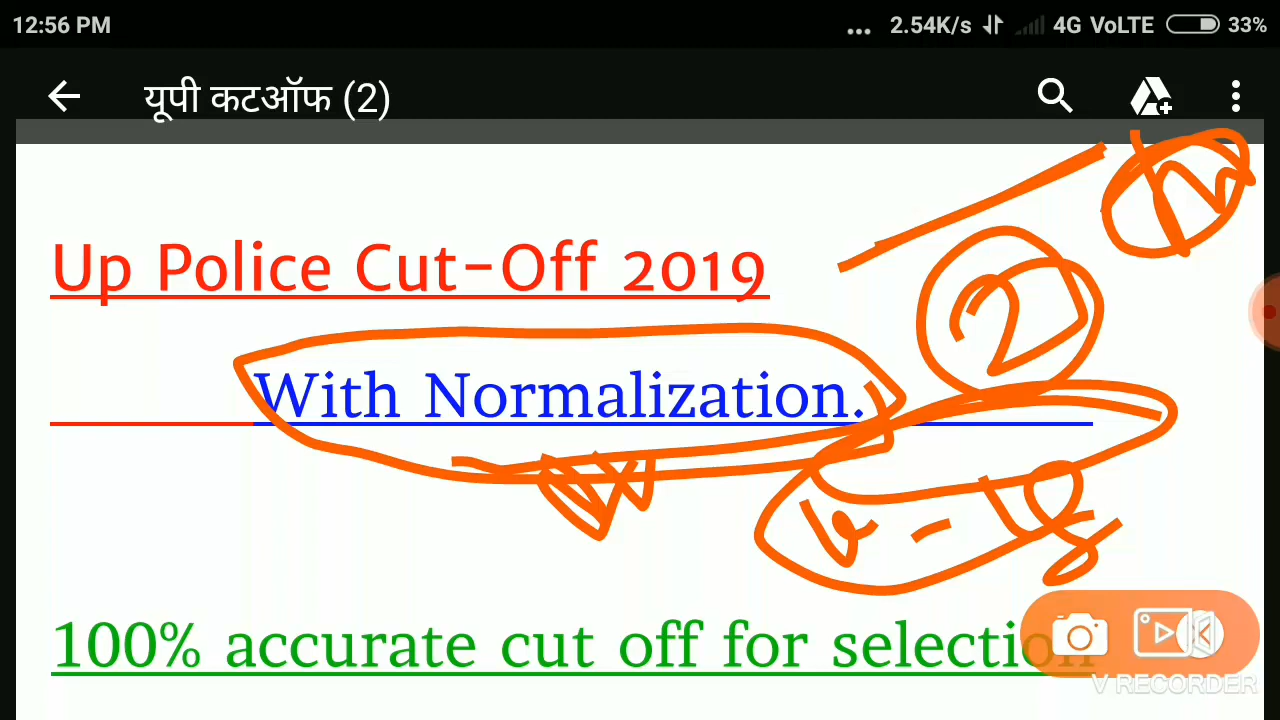 12:56 PM ... 2.54K/s 4G VoLTE 33%
यूपी कटऑफ (2)
Up Police Cut-Off 2019
2
With Normalization.
100% accurate cut off for selection
V RECORDER